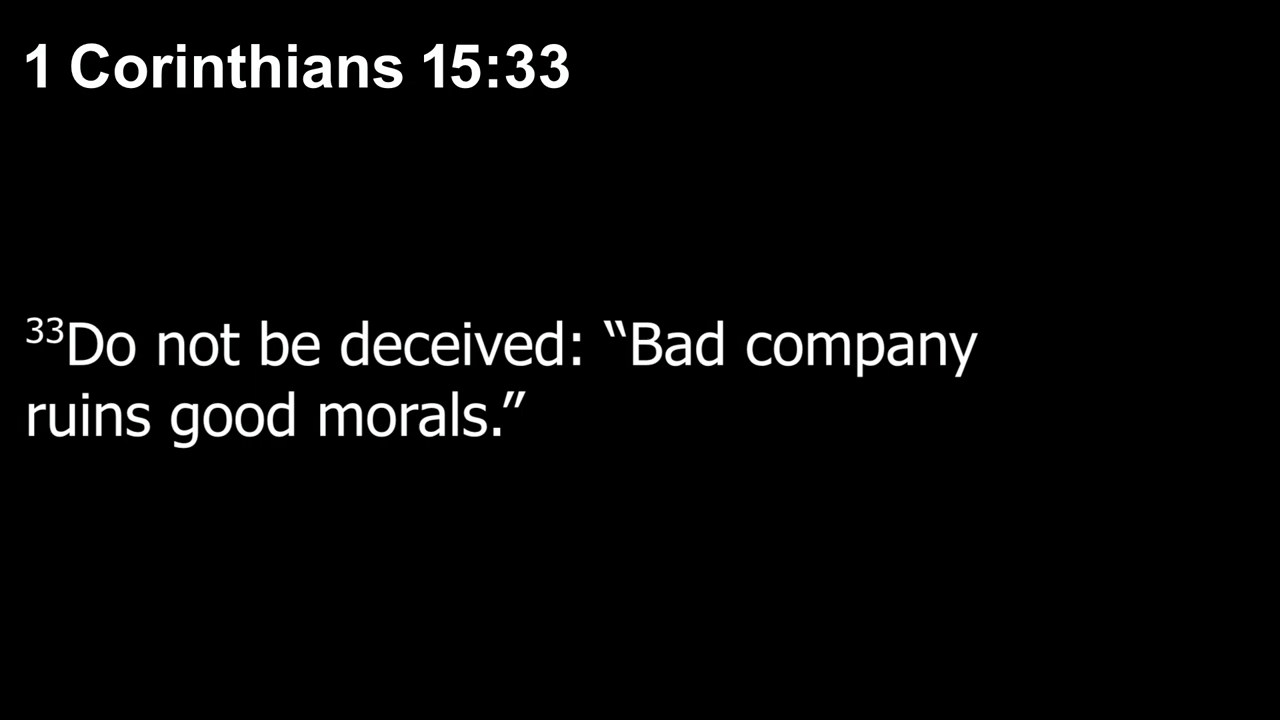 1 Corinthians 15:33
33Do not be deceived: “Bad company
ruins good morals.”